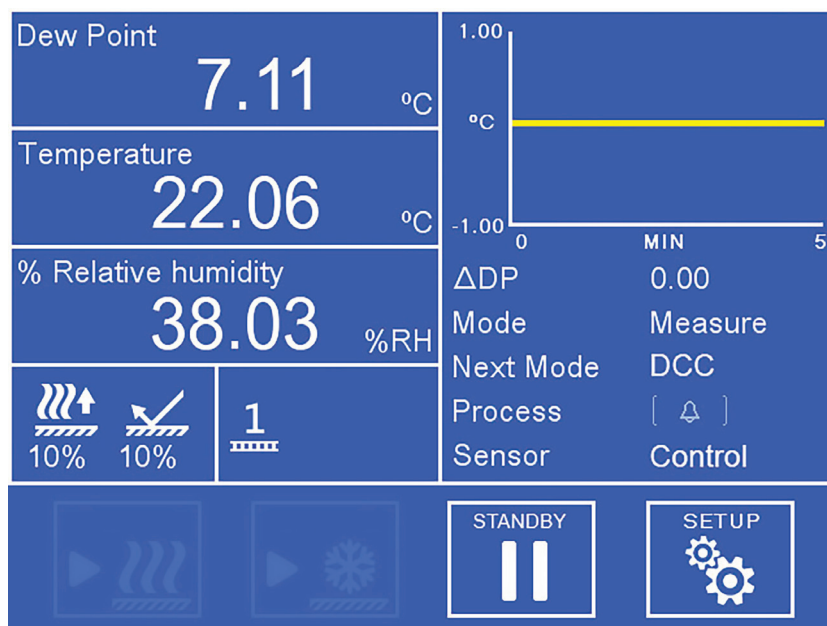 Dew Point
7.11 ºC
Temperature
22.06 ºC
% Relative humidity
38.03 %RH
10% 10%
1
1.00
ºC
-1.00
0 MIN 5
ΔDP 0.00
Mode Measure
Next Mode DCC
Process [ ]
Sensor Control
STANDBY
SETUP